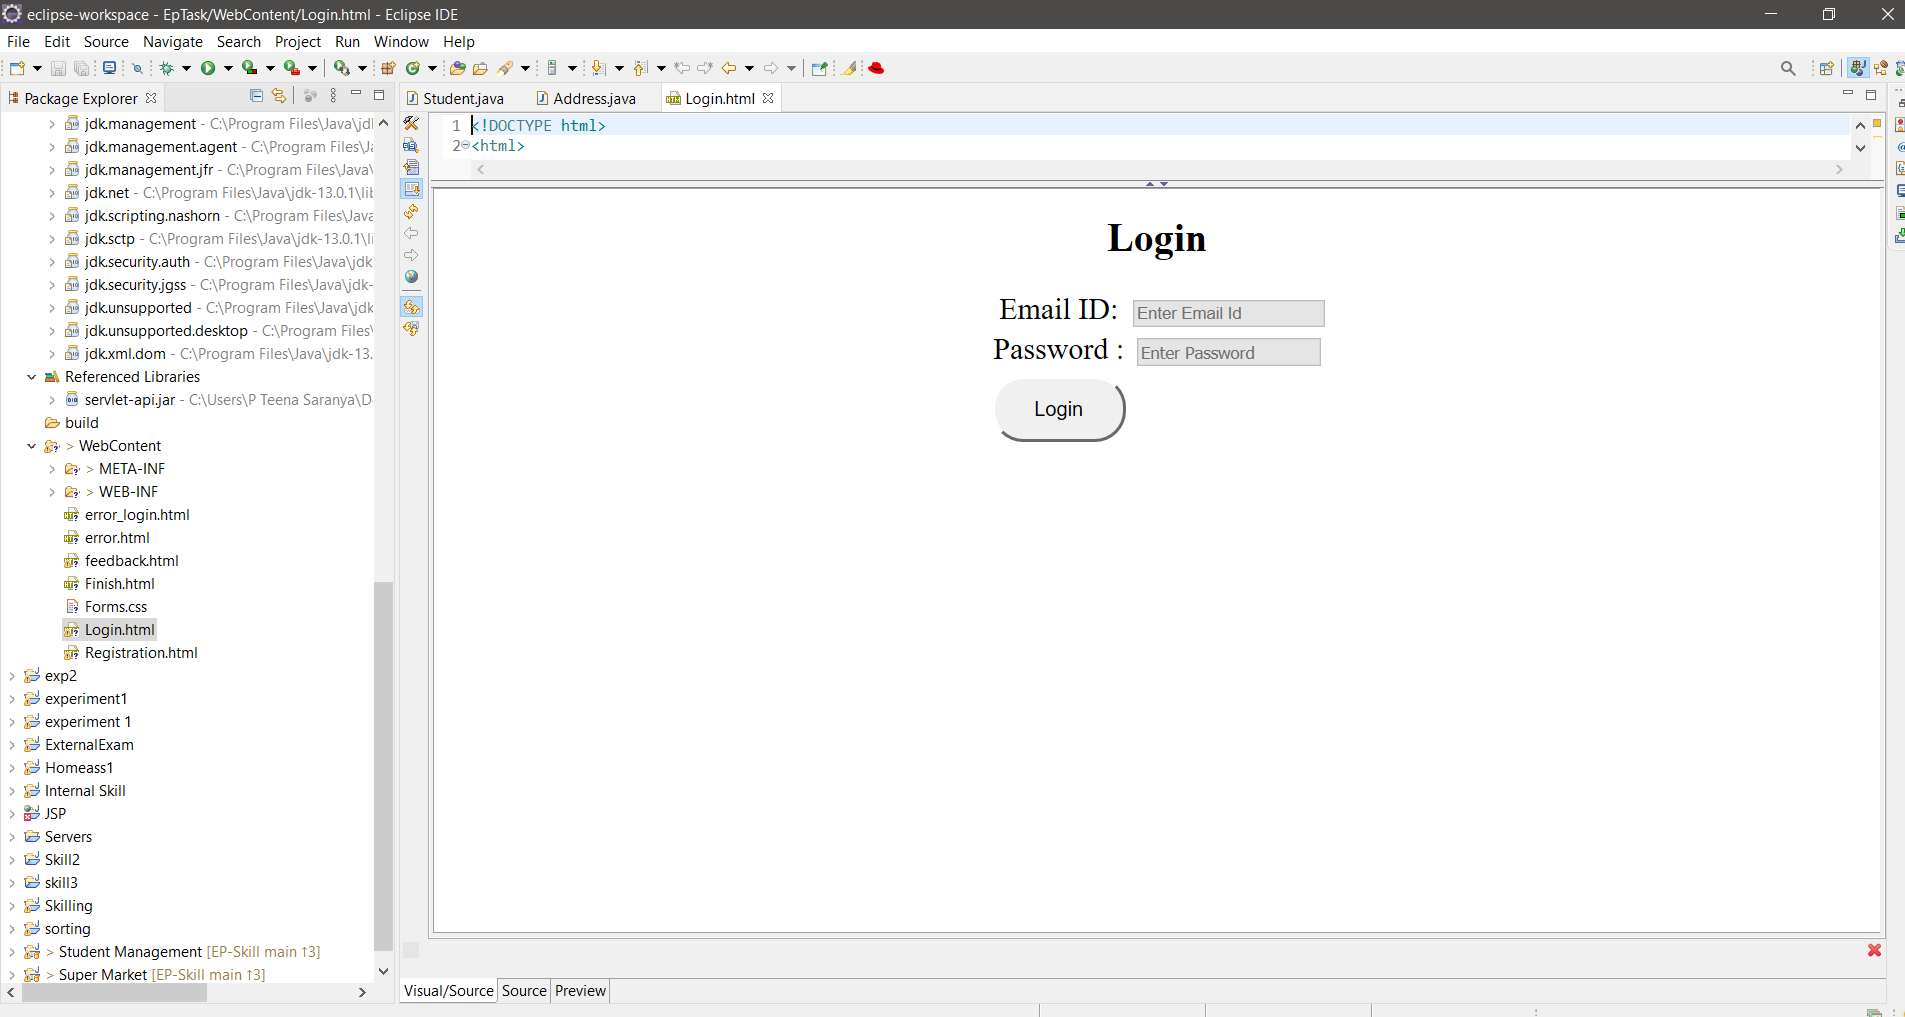 eclipse-workspace - EpTask/WebContent/Login.html - Eclipse IDE
File Edit Source Navigate Search Project Run Window Help
Package Explorer
jdk.management - C:\Program Files\Java\jdl
jdk.management.agent - C:\Program Files\Ja
jdk.management.jfr - C:\Program Files\Java\
jdk.net - C:\Program Files\Java\jdk-13.0.1\lib
jdk.scripting.nashorn - C:\Program Files\Java
jdk.sctp - C:\Program Files\Java\jdk-13.0.1\li
jdk.security.auth - C:\Program Files\Java\jdk
jdk.security.jgss - C:\Program Files\Java\jdk-
jdk.unsupported - C:\Program Files\Java\jdk
jdk.unsupported.desktop - C:\Program Files\
jdk.xml.dom - C:\Program Files\Java\jdk-13.
Referenced Libraries
servlet-api.jar - C:\Users\P Teena Saranya\D
build
> WebContent
> META-INF
> WEB-INF
error_login.html
error.html
feedback.html
Finish.html
Forms.css
Login.html
Registration.html
exp2
experiment1
experiment 1
ExternalExam
Homeass1
Internal Skill
JSP
Servers
Skill2
skill3
Skilling
sorting
> Student Management [EP-Skill main ↑3]
> Super Market [EP-Skill main ↑3]
Student.java Address.java Login.html
1 <!DOCTYPE html>
2 <html>
Login
Email ID: Enter Email Id
Password : Enter Password
Login
Visual/Source Source Preview